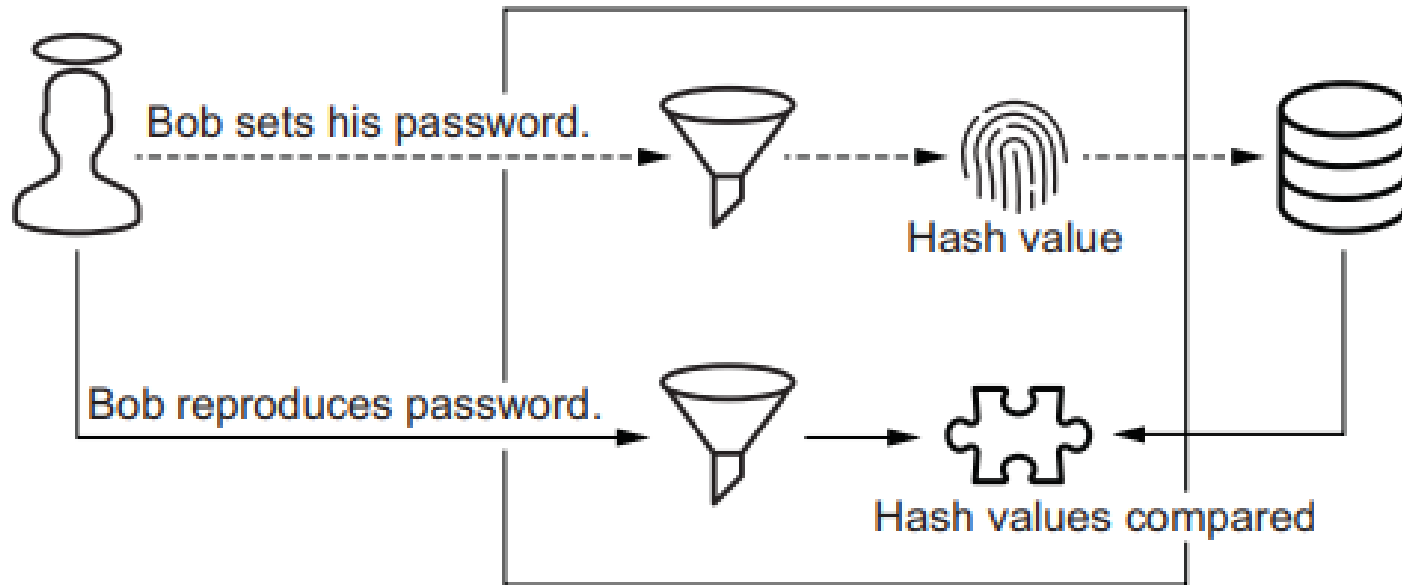 Bob sets his password.
Hash value
Bob reproduces password.
Hash values compared